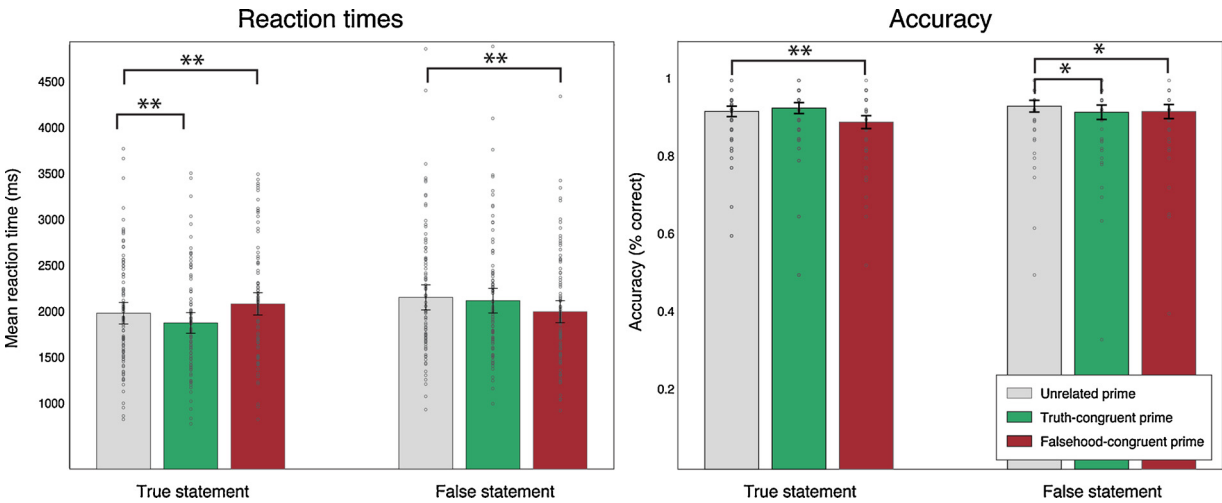 Reaction times
Mean reaction time (ms)
4500
4000
3500
3000
2500
2000
1500
1000
**
**
**
True statement
False statement
Accuracy
Accuracy (% correct)
1
0.8
0.6
0.4
0.2
**
*
*
Unrelated prime
Truth-congruent prime
Falsehood-congruent prime
True statement
False statement